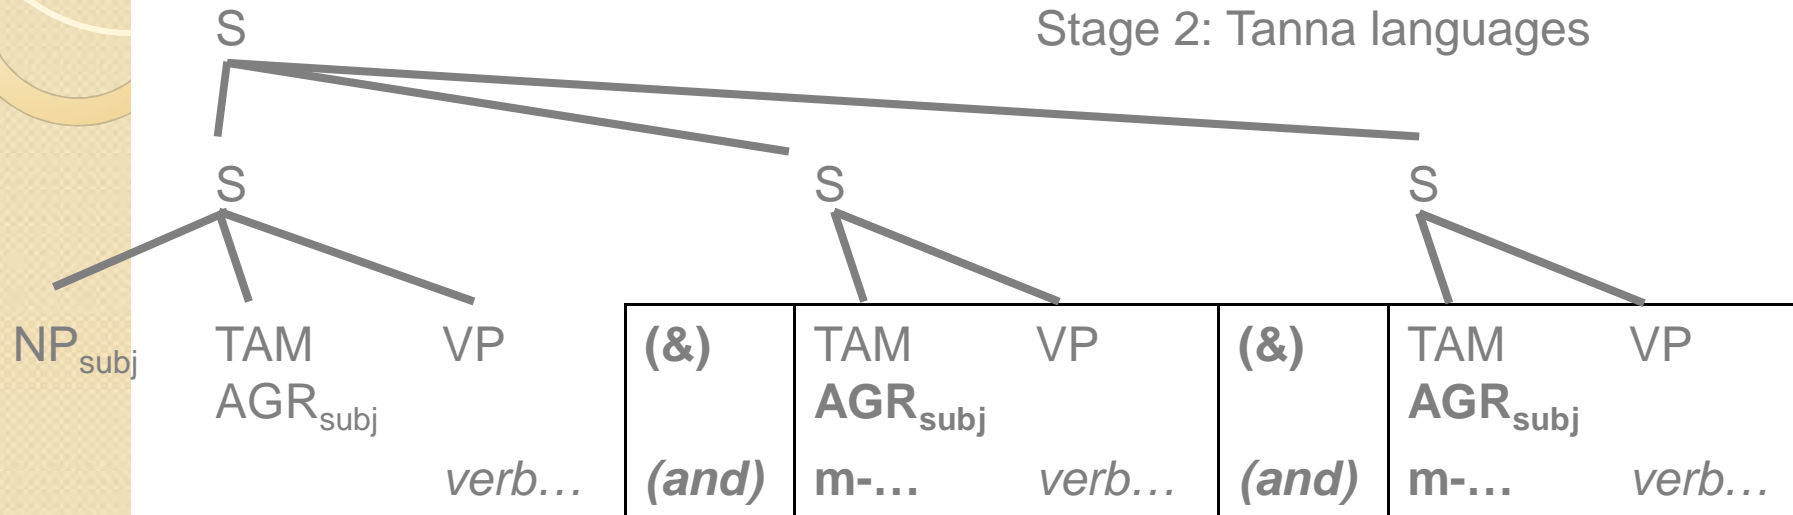 S Stage 2: Tanna languages
S S S
NPsubj TAM VP (&) TAM VP (&) TAM VP
AGRsubj AGRsubj AGRsubj
verb… (and) m-… verb… (and) m-… verb…